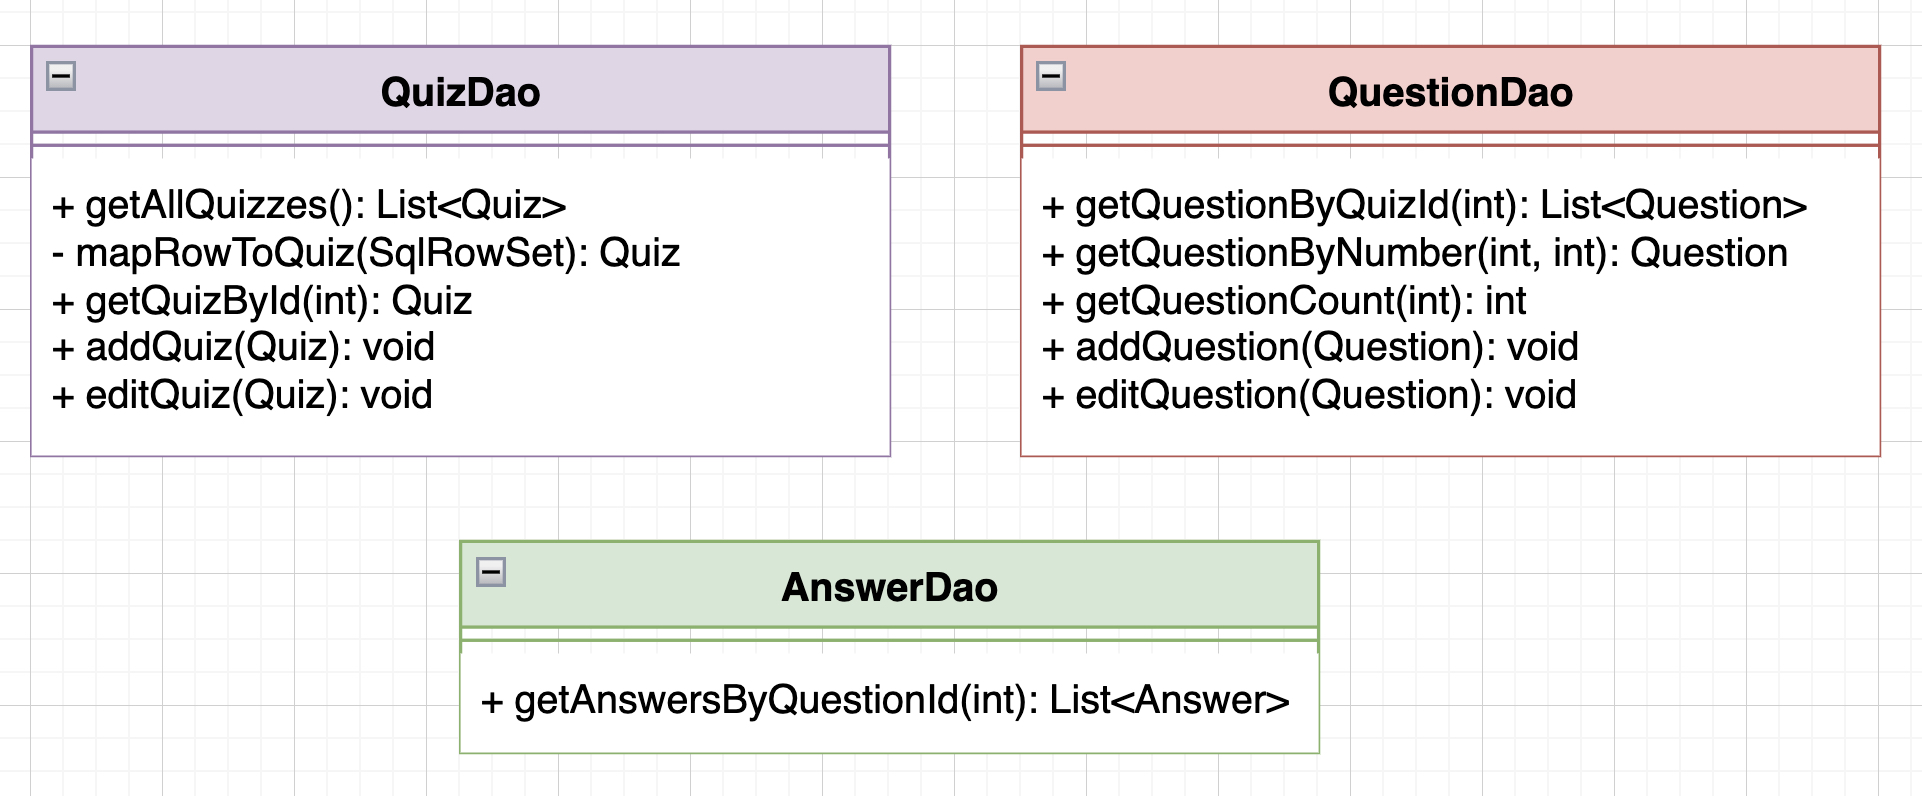 QuizDao
+ getAllQuizzes(): List<Quiz>
- mapRowToQuiz(SqlRowSet): Quiz
+ getQuizById(int): Quiz
+ addQuiz(Quiz): void
+ editQuiz(Quiz): void
QuestionDao
+ getQuestionByQuizId(int): List<Question>
+ getQuestionByNumber(int, int): Question
+ getQuestionCount(int): int
+ addQuestion(Question): void
+ editQuestion(Question): void
AnswerDao
+ getAnswersByQuestionId(int): List<Answer>